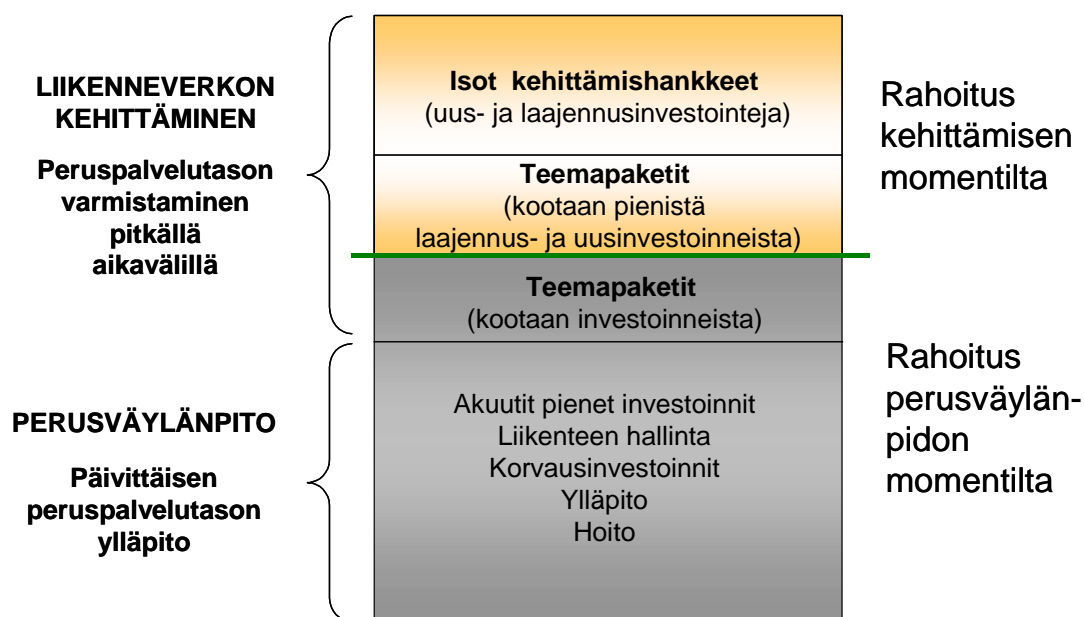 LIIKENNEVERKON
KEHITTÄMINEN
Peruspalvelutason
varmistaminen
pitkällä
aikavälillä
PERUSVÄYLÄNPITO
Päivittäisen
peruspalvelutason
ylläpito
Isot kehittämishankkeet
(uus- ja laajennusinvestointeja)
Teemapaketit
(kootaan pienistä
laajennus- ja uusinvestoinneista)
Teemapaketit
(kootaan investoinneista)
Akuutit pienet investoinnit
Liikenteen hallinta
Korvausinvestoinnit
Ylläpito
Hoito
Rahoitus
kehittämisen
momentilta
Rahoitus
perusväylän-
pidon
momentilta